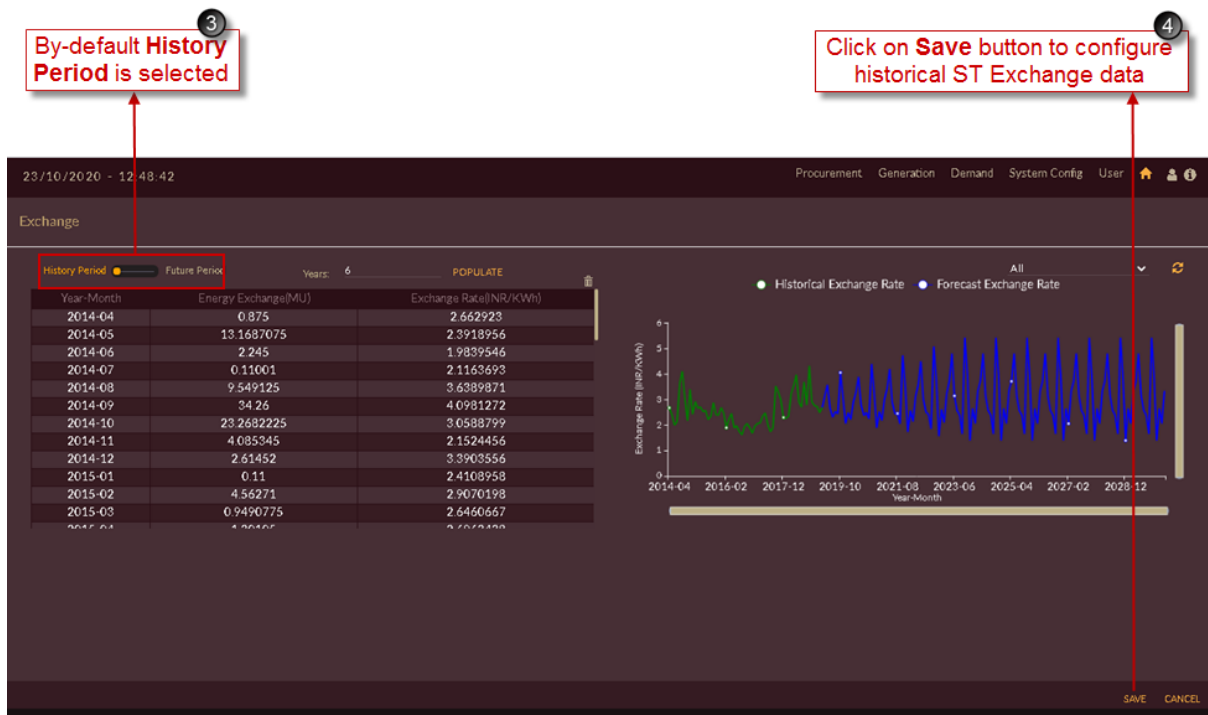 3
By-default History
Period is selected
4
Click on Save button to configure
historical ST Exchange data
23/10/2020 - 12:48:42
Procurement Generation Demand System Config User
Exchange
History Period Future Period
Years: 6 POPULATE
Year-Month Energy Exchange(MU) Exchange Rate(INR/KWh)
2014-04 0.875 2.662923
2014-05 13.1687075 2.3918956
2014-06 2.245 1.9839546
2014-07 0.11001 2.1163693
2014-08 9.549125 3.6389871
2014-09 34.26 4.0981272
2014-10 23.2682225 3.0588799
2014-11 4.085345 2.1524456
2014-12 2.61452 3.3903556
2015-01 0.11 2.4108958
2015-02 4.56271 2.9070198
2015-03 0.9490775 2.6460667
All
Historical Exchange Rate Forecast Exchange Rate
Exchange Rate (INR/KWh)
6
5
4
3
2
1
0
2014-04 2016-02 2017-12 2019-10 2021-08 2023-06 2025-04 2027-02 2028-12
Year-Month
SAVE CANCEL